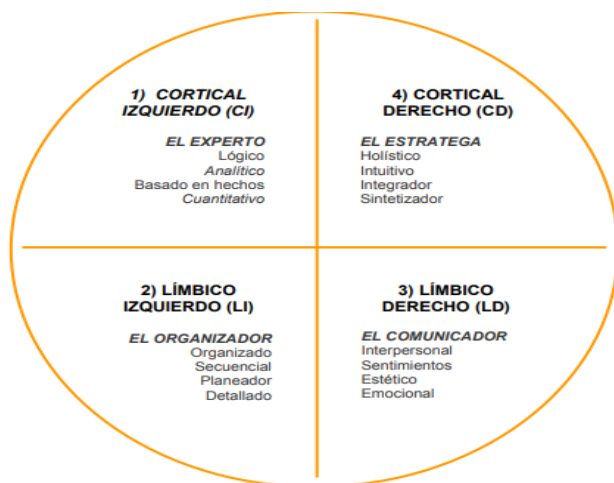 1) CORTICAL
IZQUIERDO (CI)
EL EXPERTO
Lógico
Analítico
Basado en hechos
Cuantitativo
4) CORTICAL
DERECHO (CD)
EL ESTRATEGA
Holístico
Intuitivo
Integrador
Sintetizador
2) LÍMBICO
IZQUIERDO (LI)
EL ORGANIZADOR
Organizado
Secuencial
Planeador
Detallado
3) LÍMBICO
DERECHO (LD)
EL COMUNICADOR
Interpersonal
Sentimientos
Estético
Emocional